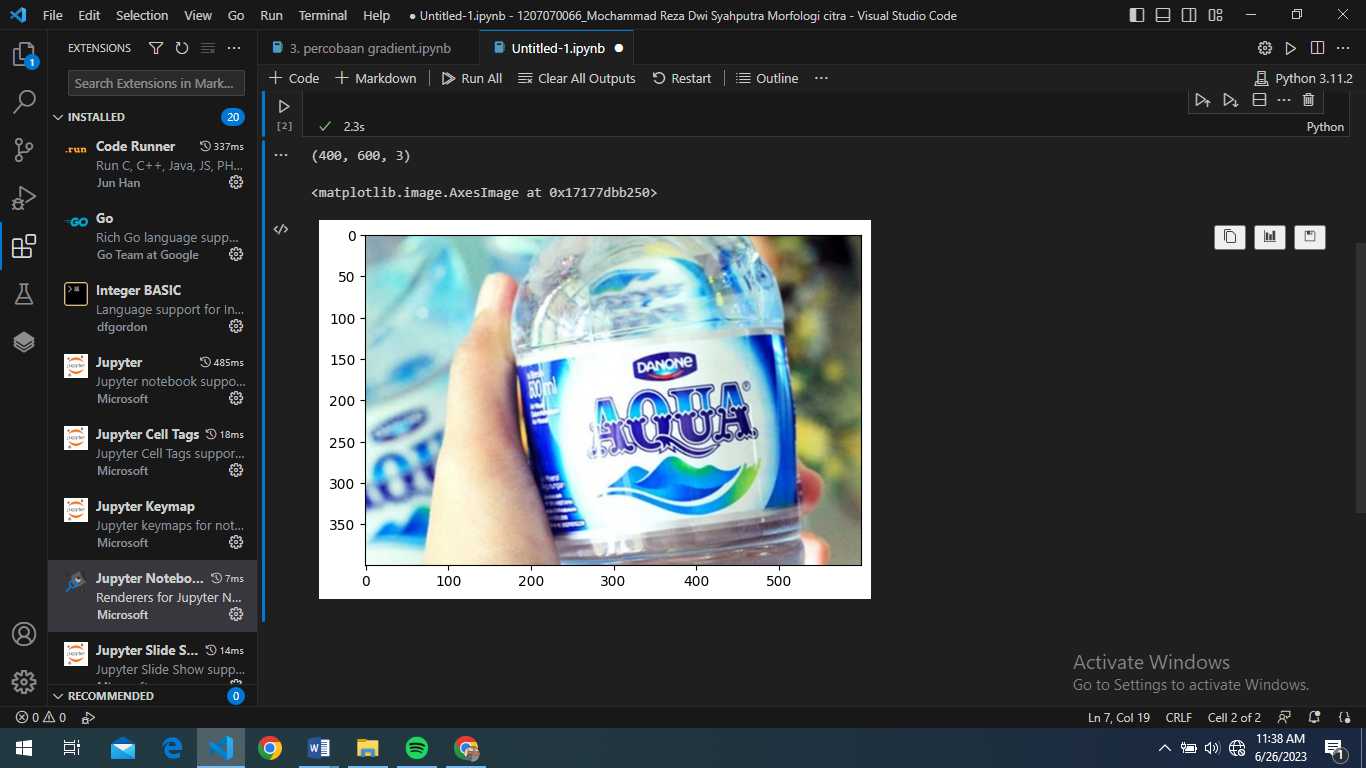 File Edit Selection View Go Run Terminal Help
● Untitled-1.ipynb - 1207070066_Mochammad Reza Dwi Syahputra Morfologi citra - Visual Studio Code
1
EXTENSIONS
Search Extensions in Mark...
INSTALLED 20
Code Runner 337ms
Run C, C++, Java, JS, PH...
Jun Han
Go
Rich Go language supp...
Go Team at Google
Integer BASIC
Language support for In...
dfgordon
Jupyter 485ms
Jupyter notebook suppo...
Microsoft
Jupyter Cell Tags 18ms
Jupyter Cell Tags suppor...
Microsoft
Jupyter Keymap
Jupyter keymaps for not...
Microsoft
Jupyter Notebo... 7ms
Renderers for Jupyter N...
Microsoft
Jupyter Slide S... 14ms
Jupyter Slide Show supp...
RECOMMENDED 0
3. percobaan gradient.ipynb Untitled-1.ipynb
Code Markdown Run All Clear All Outputs Restart Outline ... Python 3.11.2
[2] 2.3s Python
(400, 600, 3)
<matplotlib.image.AxesImage at 0x17177dbb250>
0
50
100
150
200
250
300
350
0 100 200 300 400 500
DANONE
AQUA®
600 ml
Activate Windows
Go to Settings to activate Windows.
0 0 Ln 7, Col 19 CRLF Cell 2 of 2
11:38 AM
6/26/2023
1